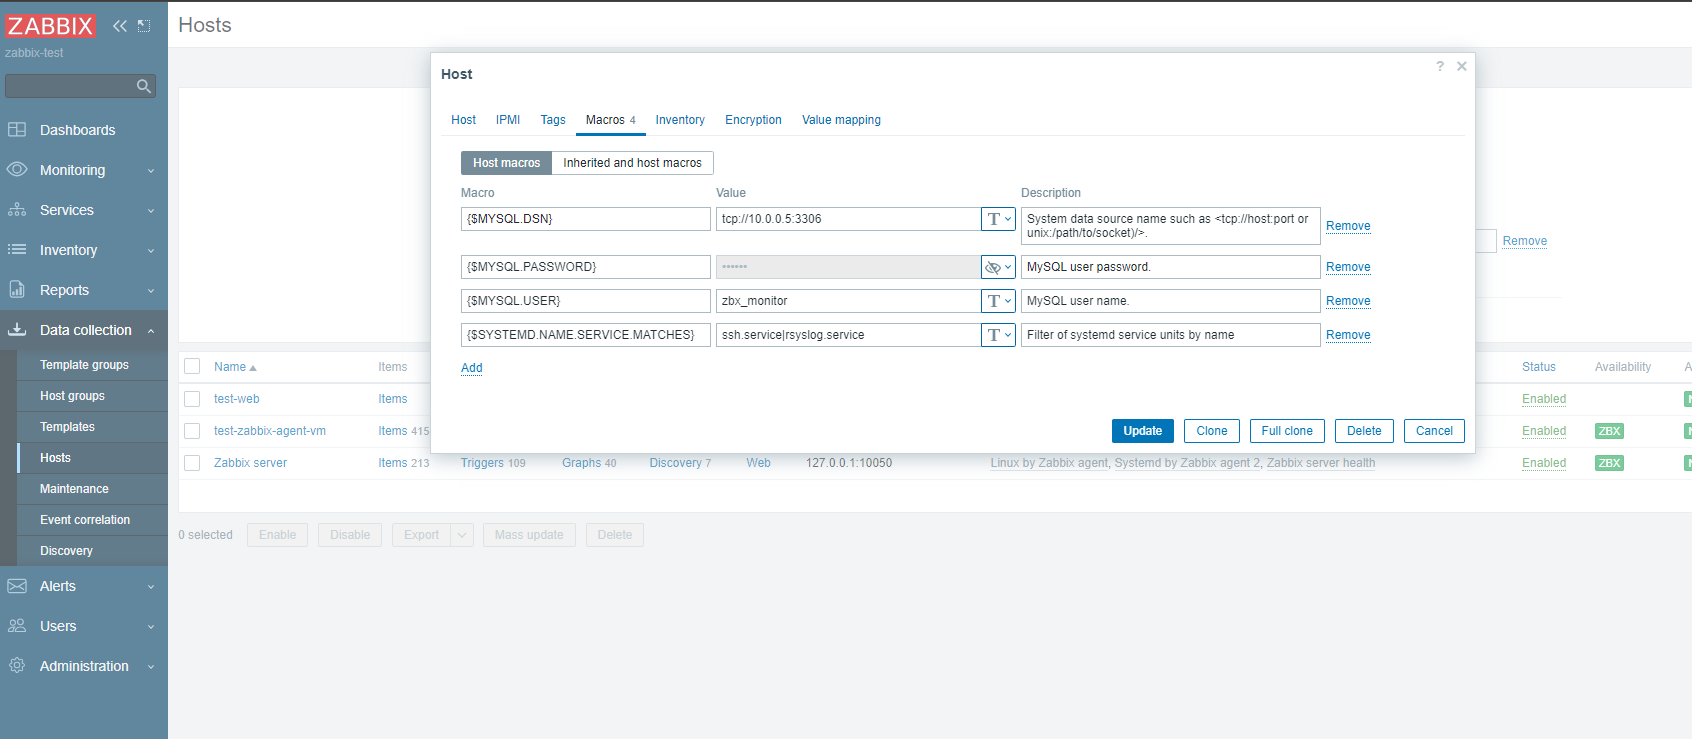 ZABBIX
zabbix-test
Dashboards
Monitoring
Services
Inventory
Reports
Data collection
Template groups
Host groups
Templates
Hosts
Maintenance
Event correlation
Discovery
Alerts
Users
Administration
Hosts
Host
?
Host IPMI Tags Macros 4 Inventory Encryption Value mapping
Host macros Inherited and host macros
Macro Value Description
{$MYSQL.DSN} tcp://10.0.0.5:3306 T System data source name such as <tcp://host:port or
unix:/path/to/socket)/>. Remove
{$MYSQL.PASSWORD} •••••• MySQL user password. Remove
{$MYSQL.USER} zbx_monitor T MySQL user name. Remove
{$SYSTEMD.NAME.SERVICE.MATCHES} ssh.service|rsyslog.service T Filter of systemd service units by name Remove
Add
Update Clone Full clone Delete Cancel
Remove
Name Items Status Availability A
test-web Items Enabled
test-zabbix-agent-vm Items 415 Enabled ZBX
Zabbix server Items 213 Triggers 109 Graphs 40 Discovery 7 Web 127.0.0.1:10050 Linux by Zabbix agent, Systemd by Zabbix agent 2, Zabbix server health Enabled ZBX
0 selected Enable Disable Export Mass update Delete